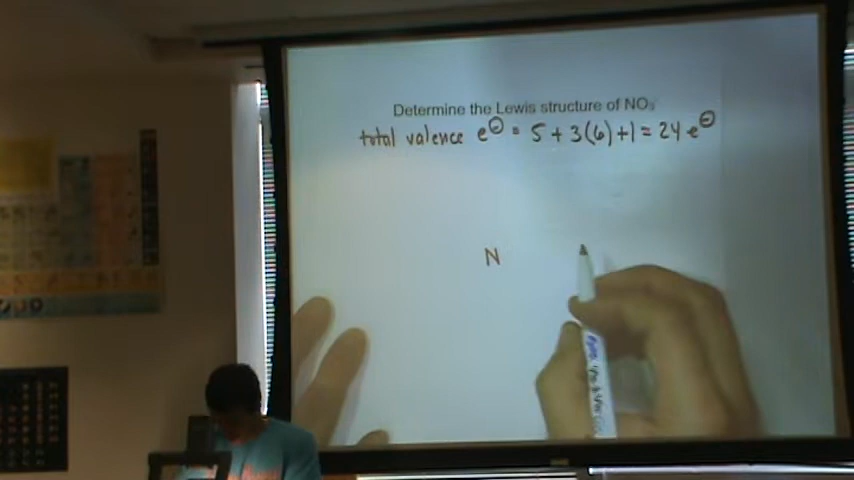 Determine the Lewis structure of NO₃⁻
total valence e⊖ = 5 + 3(6) + 1 = 24 e⊖
N